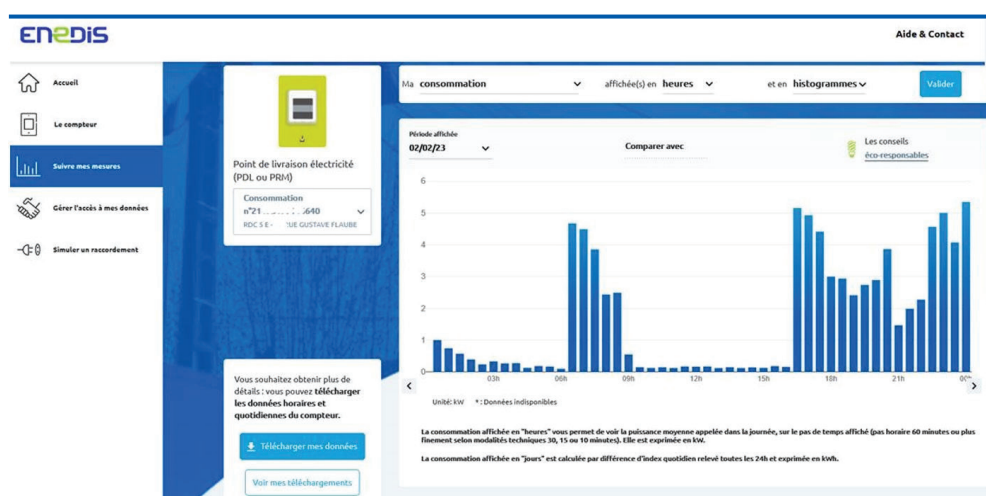 ENEDIS
Aide & Contact
Accueil
Le compteur
Suivre mes mesures
Gérer l'accès à mes données
Simuler un raccordement
Point de livraison électricité
(PDL ou PRM)
Consommation
n°21 640
RDC S E - UE GUSTAVE FLAUBE
Vous souhaitez obtenir plus de
détails : vous pouvez télécharger
les données horaires et
quotidiennes du compteur.
Télécharger mes données
Voir mes téléchargements
Ma consommation affichée(s) en heures et en histogrammes Valider
Période affichée
02/02/23
Comparer avec
Les conseils
éco-responsables
6
5
4
3
2
1
0
03h 06h 09h 12h 15h 18h 21h 00h
Unité: kW * : Données indisponibles
La consommation affichée en "heures" vous permet de voir la puissance moyenne appelée dans la journée, sur le pas de temps affiché (pas horaire 60 minutes ou plus
finement selon modalités techniques 30, 15 ou 10 minutes). Elle est exprimée en kW.
La consommation affichée en "jours" est calculée par différence d'index quotidien relevé toutes les 24h et exprimée en kWh.